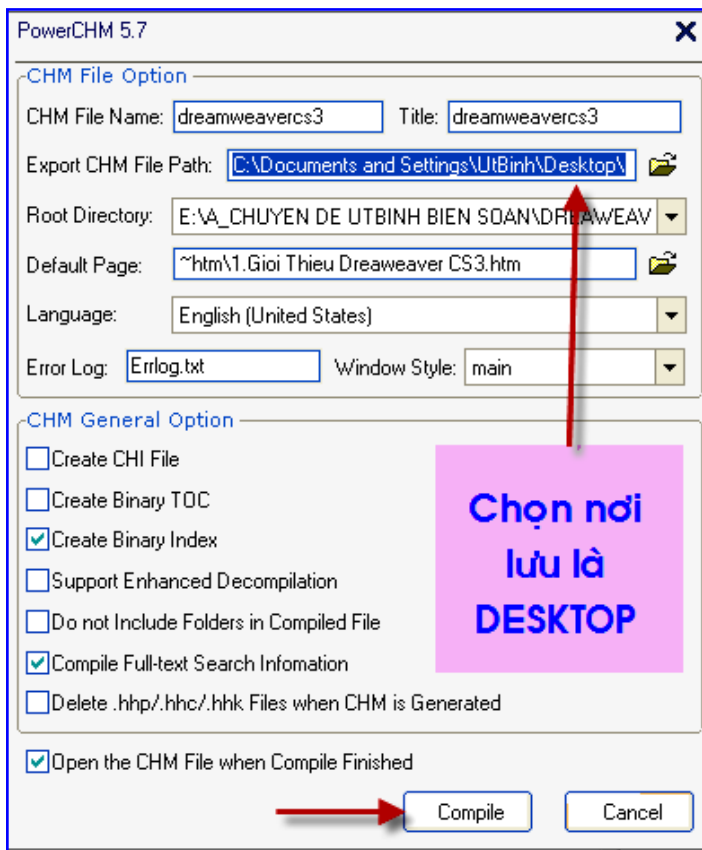 PowerCHM 5.7
CHM File Option
CHM File Name: dreamweavercs3 Title: dreamweavercs3
Export CHM File Path: C:\Documents and Settings\UtBinh\Desktop\
Root Directory: E:\A_CHUYEN DE UTBINH BIEN SOAN\DREAWEAV
Default Page: ~htm\1.Gioi Thieu Dreaweaver CS3.htm
Language: English (United States)
Error Log: Errlog.txt Window Style: main
CHM General Option
Create CHI File
Create Binary TOC
Create Binary Index
Support Enhanced Decompilation
Do not Include Folders in Compiled File
Compile Full-text Search Infomation
Delete .hhp/.hhc/.hhk Files when CHM is Generated
Chọn nơi
lưu là
DESKTOP
Open the CHM File when Compile Finished
Compile Cancel